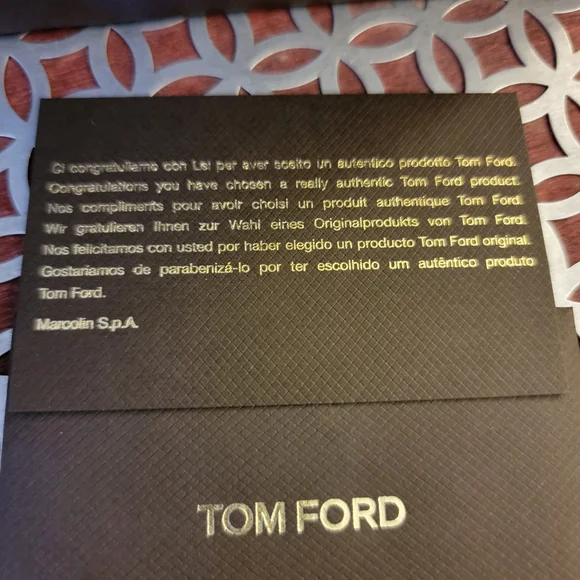 Ci congratuliamo con Lei per aver scelto un autentico prodotto Tom Ford.
Congratulations you have chosen a really authentic Tom Ford product.
Nos compliments pour avoir choisi un produit authentique Tom Ford.
Wir gratulieren Ihnen zur Wahl eines Originalprodukts von Tom Ford.
Nos felicitamos con usted por haber elegido un producto Tom Ford original.
Gostaríamos de parabenizá-lo por ter escolhido um autêntico produto
Tom Ford.
Marcolin S.p.A.
TOM FORD